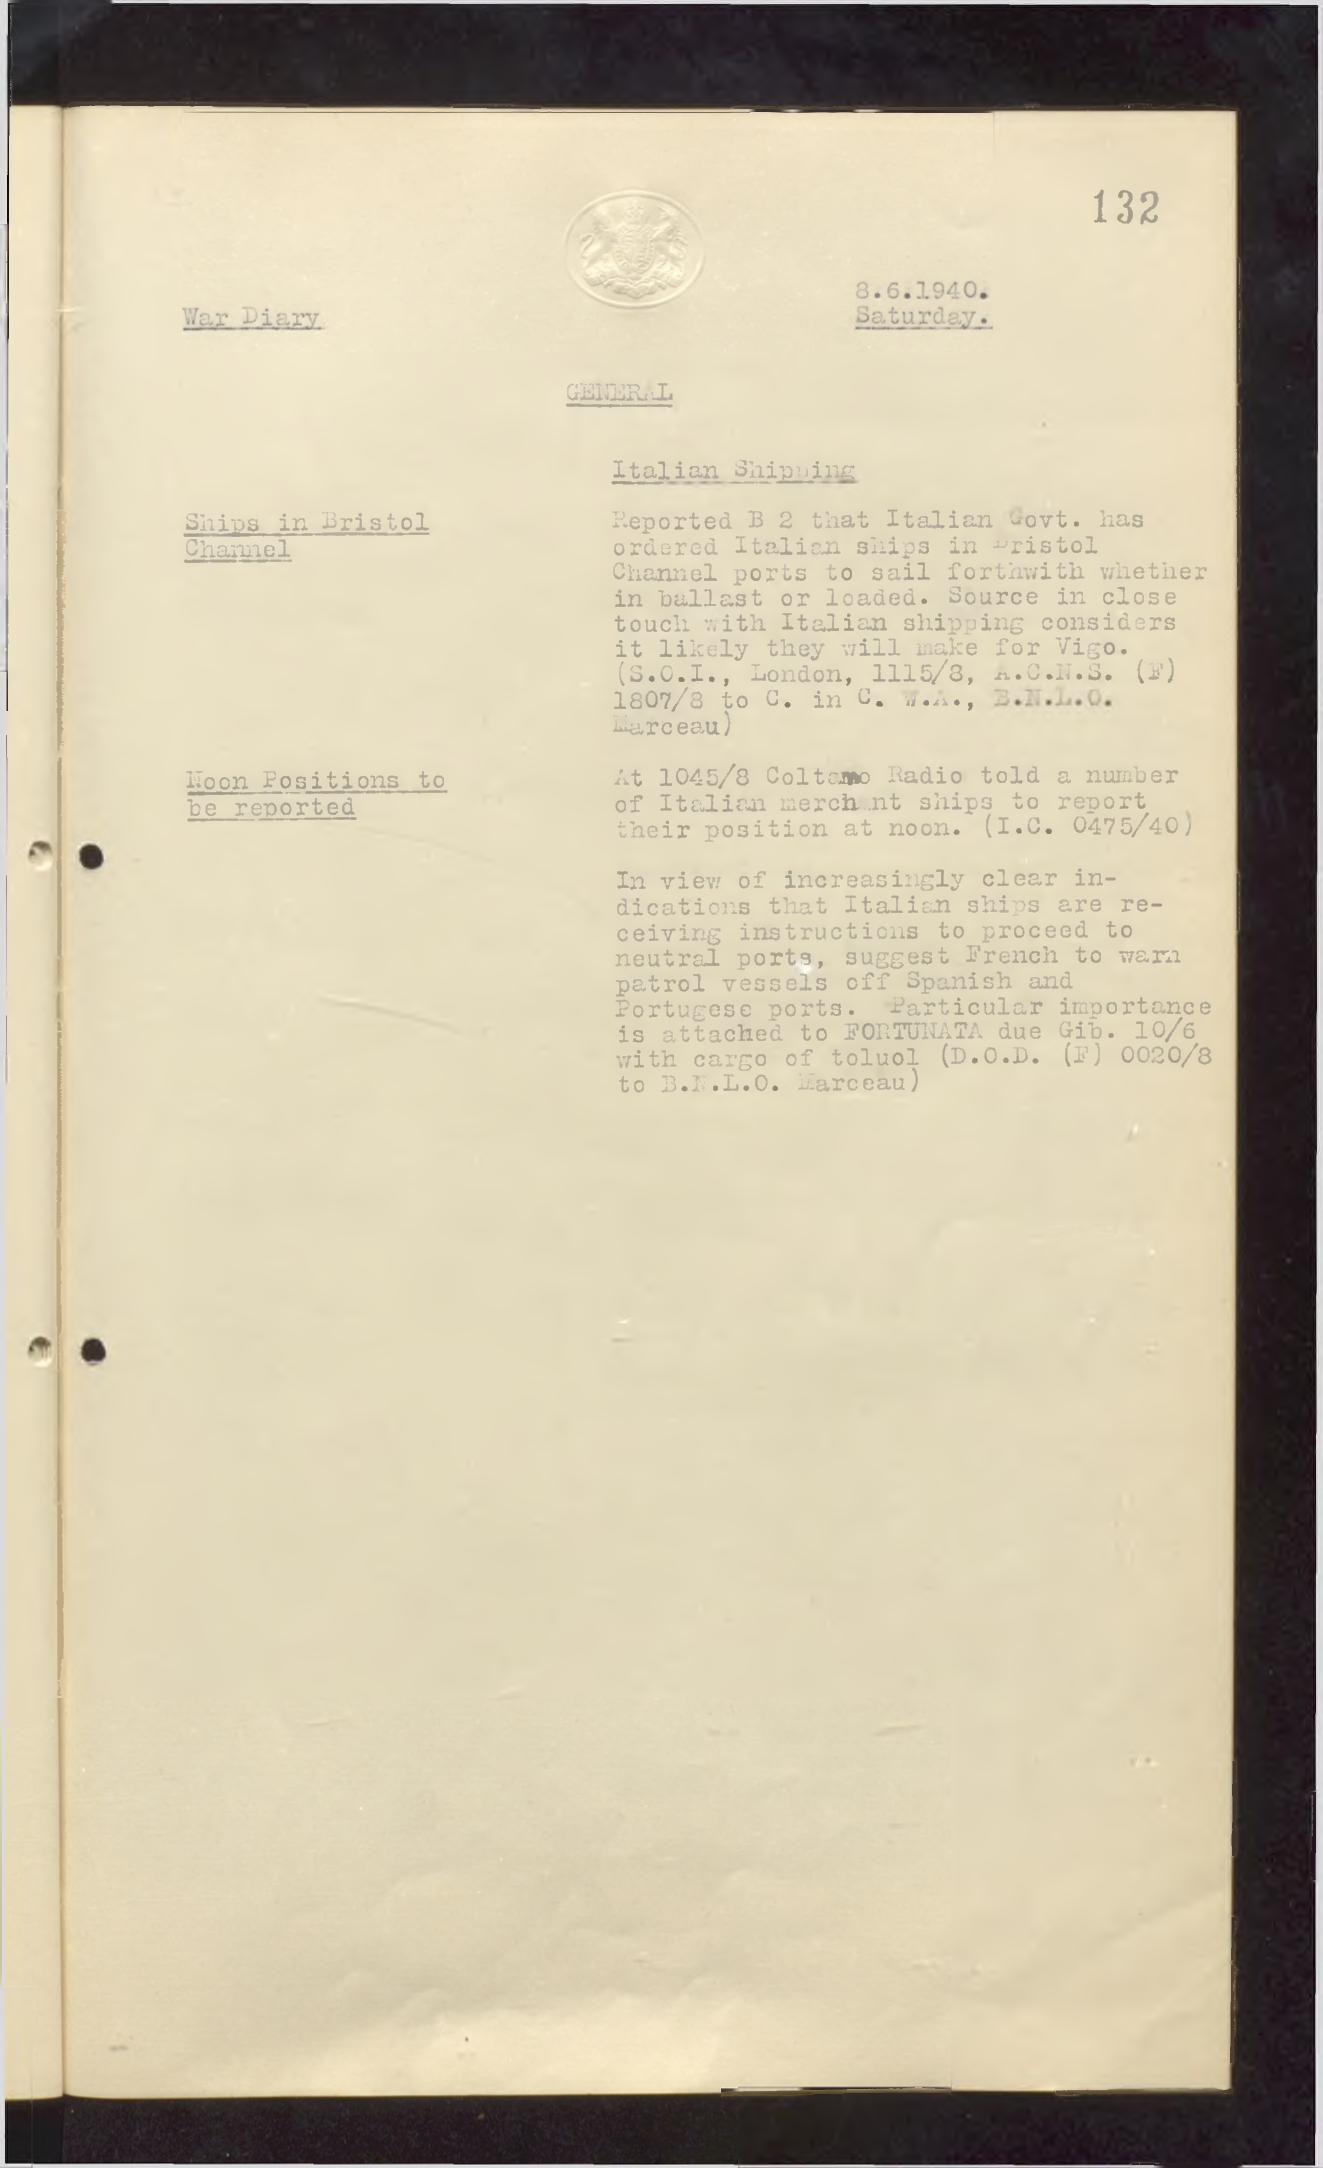 132
8.6.1940.
War Diary
Saturday.
GENERAL
Italian Shipping
Ships in Bristol
Channel
Reported B 2 that Italian Govt. has
ordered Italian ships in Bristol
Channel ports to sail forthwith whether
in ballast or loaded. Source in close
touch with Italian shipping considers
it likely they will make for Vigo.
(S.O.I., London, 1115/8, A.C.N.S. (F)
1807/8 to C. in C. W.A., B.N.L.O.
Marceau)
Noon Positions to
be reported
At 1045/8 Coltamo Radio told a number
of Italian merchant ships to report
their position at noon. (I.C. 0475/40)
In view of increasingly clear in-
dications that Italian ships are re-
ceiving instructions to proceed to
neutral ports, suggest French to warn
patrol vessels off Spanish and
Portugese ports. Particular importance
is attached to FORTUNATA due Gib. 10/6
with cargo of toluol (D.O.D. (F) 0020/8
to B.N.L.O. Marceau)